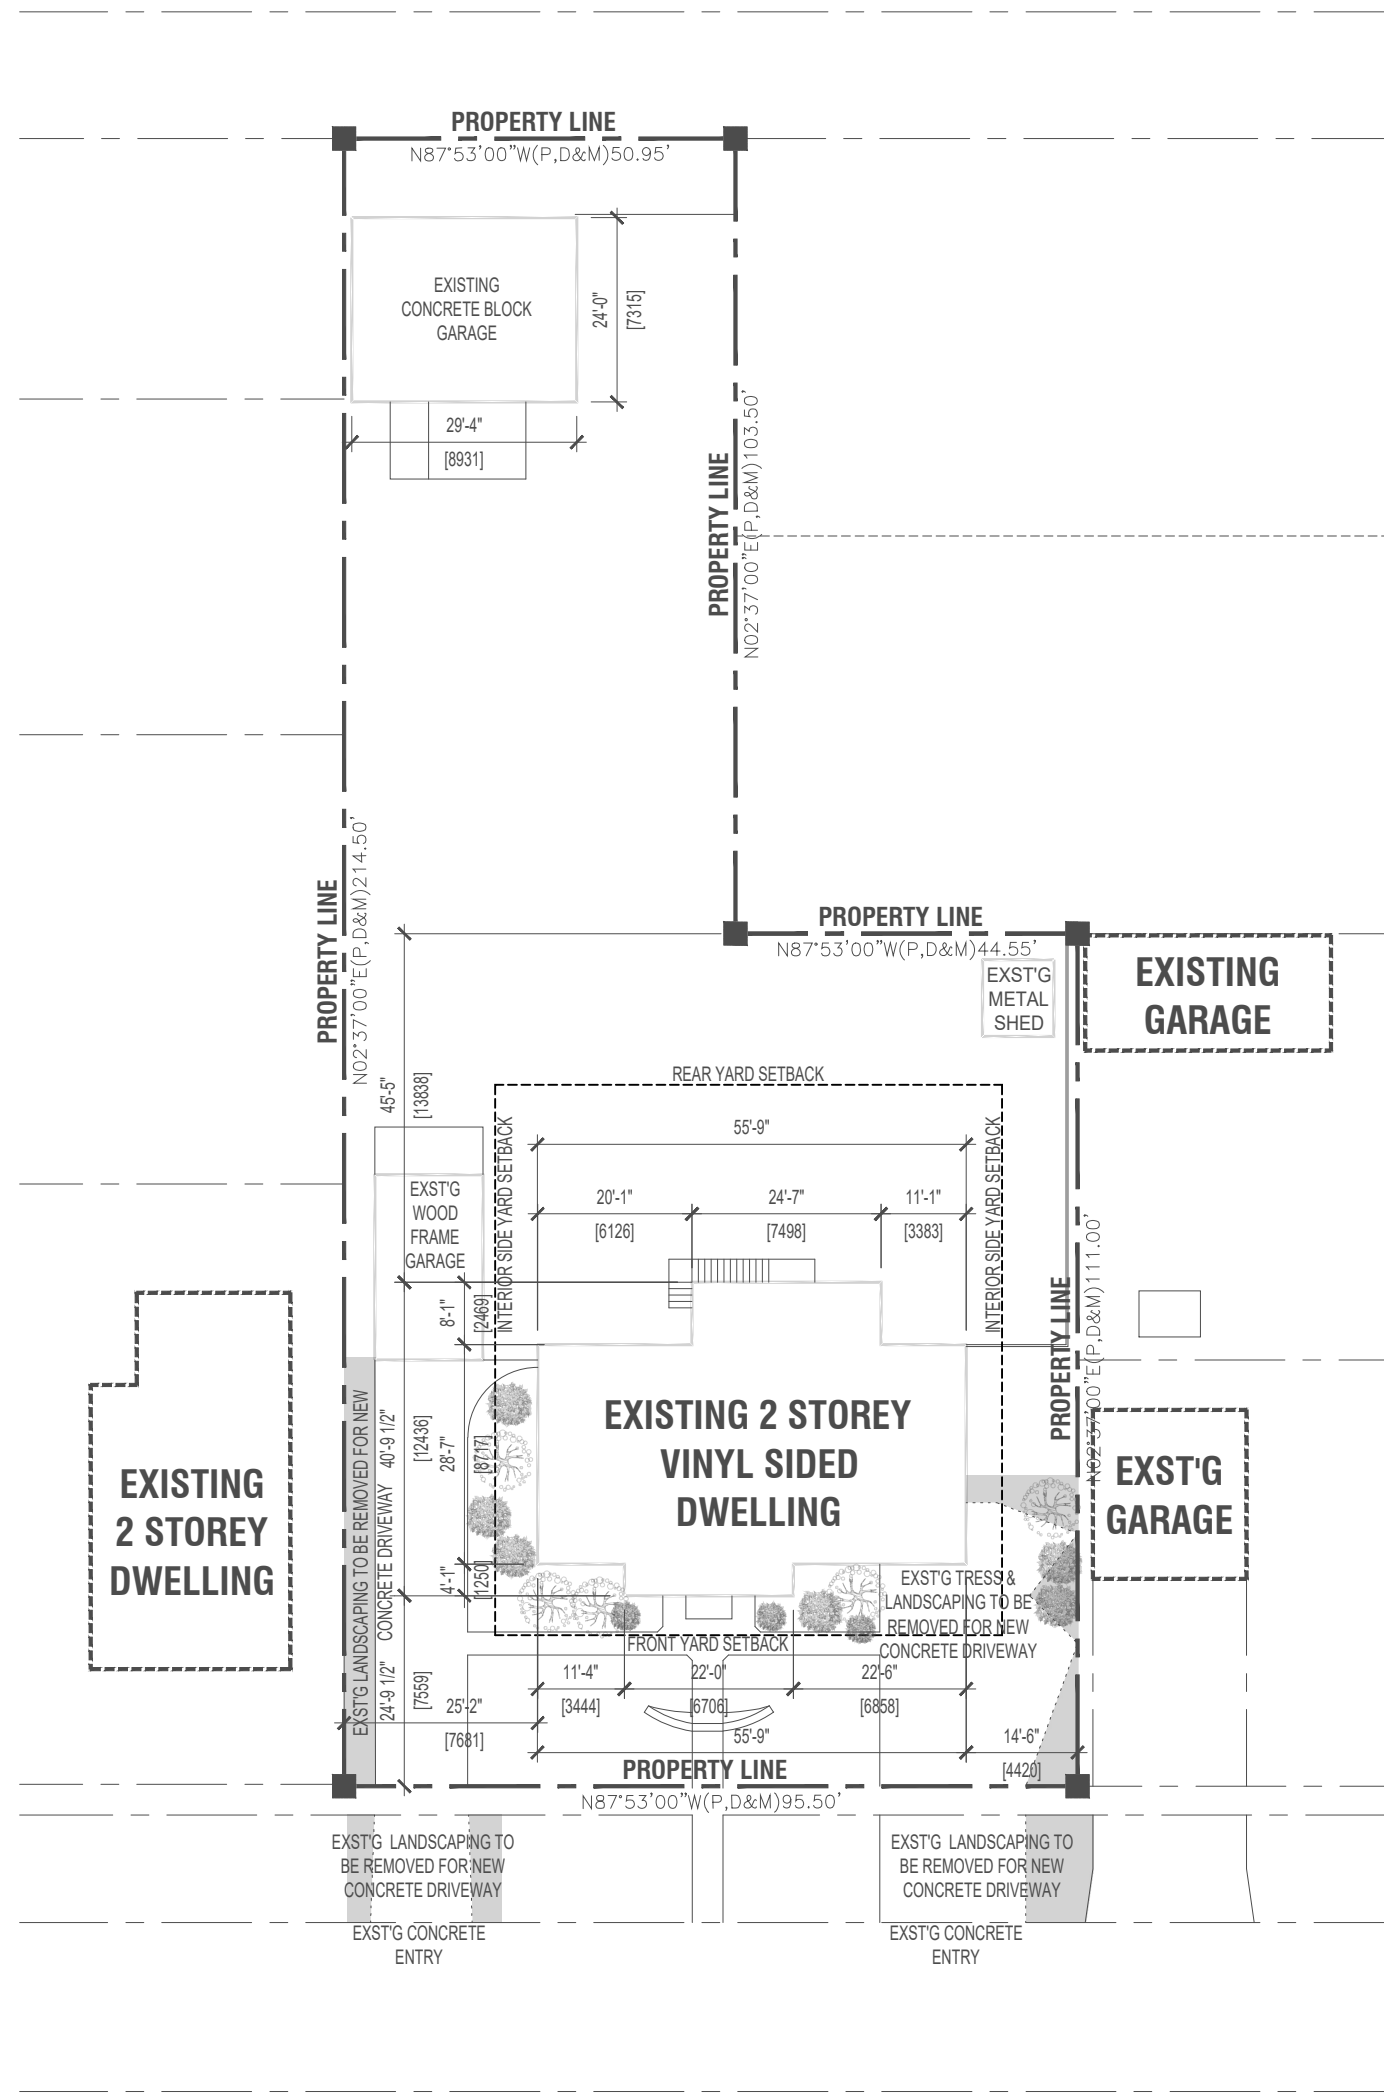 PROPERTY LINE
N87°53'00"W(P,D&M)50.95'
EXISTING
CONCRETE BLOCK
GARAGE
24'-0"
[7315]
29'-4"
[8931]
PROPERTY LINE
N02°37'00"E(P,D&M)103.50'
PROPERTY LINE
N02°37'00"E(P,D&M)214.50'
PROPERTY LINE
N87°53'00"W(P,D&M)44.55'
EXST'G
METAL
SHED
EXISTING
GARAGE
45'-5"
[13838]
REAR YARD SETBACK
INTERIOR SIDE YARD SETBACK
INTERIOR SIDE YARD SETBACK
55'-9"
20'-1"
[6126]
24'-7"
[7498]
11'-1"
[3383]
EXST'G
WOOD
FRAME
GARAGE
8'-1"
[2469]
PROPERTY LINE
N02°37'00"E(P,D&M)111.00'
EXISTING
2 STOREY
DWELLING
EXISTING 2 STOREY
VINYL SIDED
DWELLING
EXST'G
GARAGE
EXST'G LANDSCAPING TO BE REMOVED FOR NEW
CONCRETE DRIVEWAY
40'-9 1/2"
[12436]
28'-7"
[8717]
4'-1"
[1250]
24'-9 1/2"
[7559]
EXST'G TRESS &
LANDSCAPING TO BE
REMOVED FOR NEW
CONCRETE DRIVEWAY
FRONT YARD SETBACK
11'-4"
[3444]
22'-0"
[6706]
22'-6"
[6858]
25'-2"
[7681]
55'-9"
14'-6"
[4420]
PROPERTY LINE
N87°53'00"W(P,D&M)95.50'
EXST'G LANDSCAPING TO
BE REMOVED FOR NEW
CONCRETE DRIVEWAY
EXST'G LANDSCAPING TO
BE REMOVED FOR NEW
CONCRETE DRIVEWAY
EXST'G CONCRETE
ENTRY
EXST'G CONCRETE
ENTRY